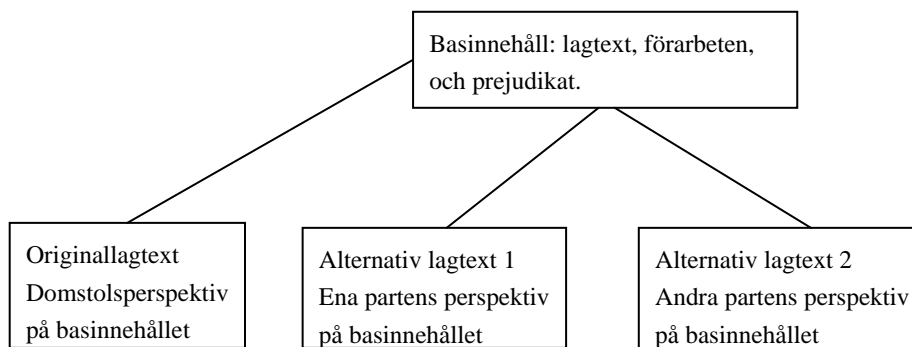 Basinnehåll: lagtext, förarbeten,
och prejudikat.
Originallagtext
Domstolsperspektiv
på basinnehållet
Alternativ lagtext 1
Ena partens perspektiv
på basinnehållet
Alternativ lagtext 2
Andra partens perspektiv
på basinnehållet